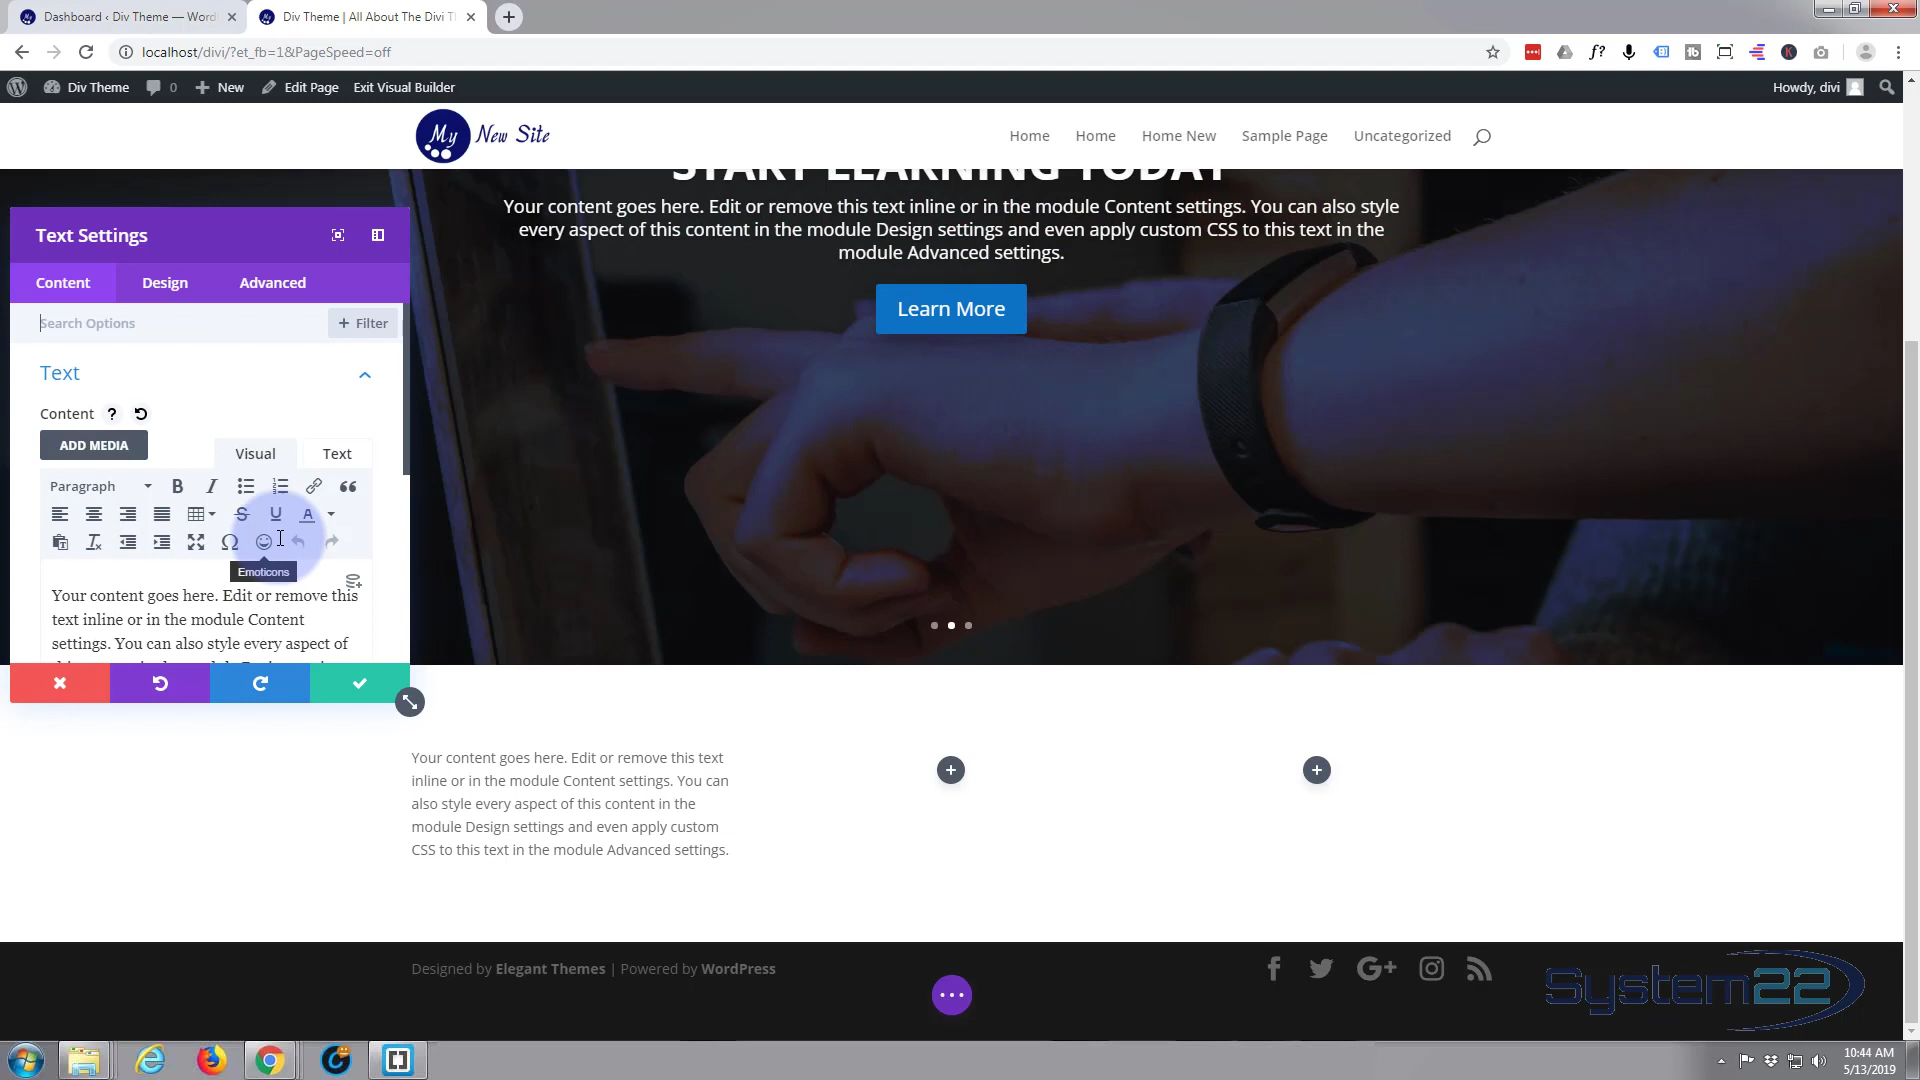 Dashboard ‹ Div Theme — Word
Div Theme | All About The Divi Th
localhost/divi/?et_fb=1&PageSpeed=off
Div Theme
0
New
Edit Page
Exit Visual Builder
Howdy, divi
My New Site
Home
Home
Home New
Sample Page
Uncategorized
START LEARNING TODAY
Your content goes here. Edit or remove this text inline or in the module Content settings. You can also style
every aspect of this content in the module Design settings and even apply custom CSS to this text in the
module Advanced settings.
Learn More
Text Settings
Content
Design
Advanced
Search Options
+ Filter
Text
Content ?
ADD MEDIA
Visual
Text
Paragraph
Emoticons
Your content goes here. Edit or remove this
text inline or in the module Content
settings. You can also style every aspect of
Your content goes here. Edit or remove this text
inline or in the module Content settings. You can
also style every aspect of this content in the
module Design settings and even apply custom
CSS to this text in the module Advanced settings.
Designed by Elegant Themes | Powered by WordPress
System22
10:44 AM
5/13/2019